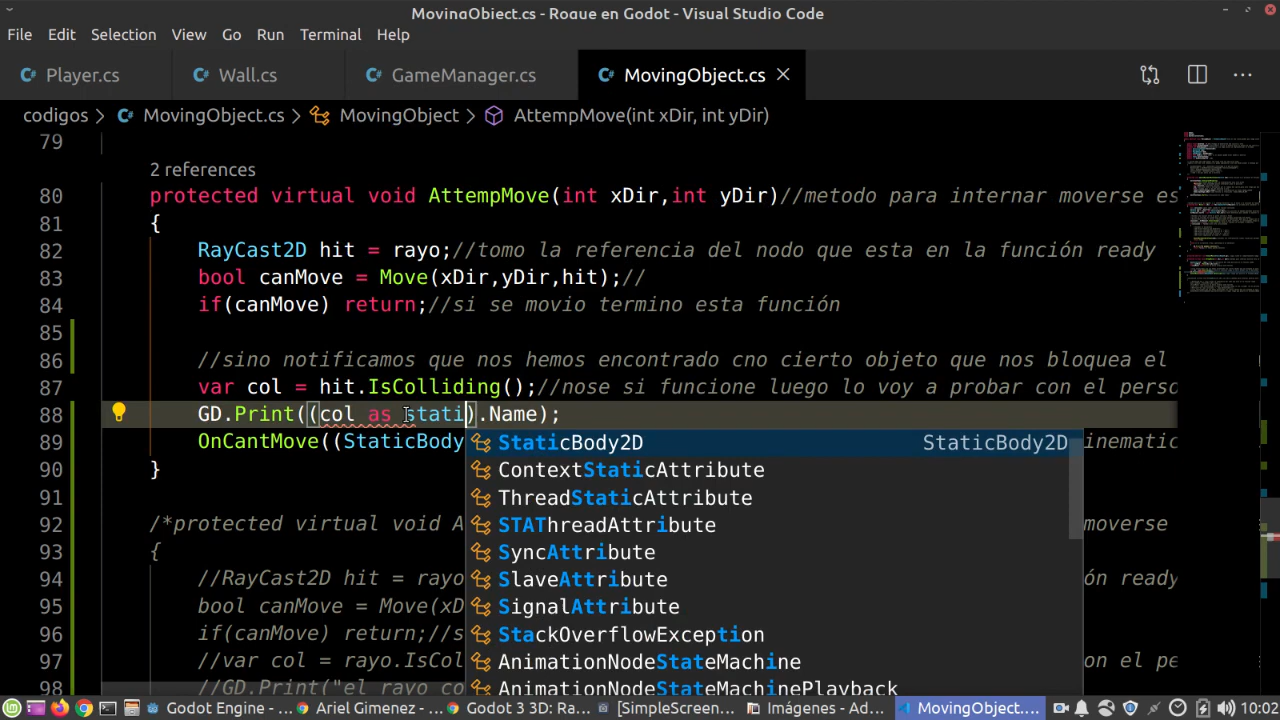 MovingObject.cs - Rogue en Godot - Visual Studio Code
File Edit Selection View Go Run Terminal Help
Player.cs Wall.cs GameManager.cs MovingObject.cs
codigos > MovingObject.cs > MovingObject > AttempMove(int xDir, int yDir)
79
2 references
80 protected virtual void AttempMove(int xDir,int yDir)//metodo para internar moverse es
81 {
82 RayCast2D hit = rayo;//tomo la referencia del rayo que esta en la función ready
83 bool canMove = Move(xDir,yDir,hit);//
84 if(canMove) return;//si se movio termino esta función
85
86 //sino notificamos que nos hemos encontrado cno cierto objeto que nos bloquea el
87 var col = hit.IsColliding();//nose si funcione luego lo voy a probar con el perso
88 GD.Print((col as stati).Name);
89 OnCantMove((StaticBody inematic
90 }
91
92 /*protected virtual void A moverse
93 {
94 //RayCast2D hit = rayo ón ready
95 bool canMove = Move(xD
96 if(canMove) return;//s
97 //var col = rayo.IsCol on el pe
98 //GD.Print("el rayo co
StaticBody2D StaticBody2D
ContextStaticAttribute
ThreadStaticAttribute
STAThreadAttribute
SyncAttribute
SlaveAttribute
SignalAttribute
StackOverflowException
AnimationNodeStateMachine
AnimationNodeStateMachinePlayback
Godot Engine - ... Ariel Gimenez - ... Godot 3 3D: Ra... [SimpleScreen... Imágenes - Ad... MovingObject.... 10:02